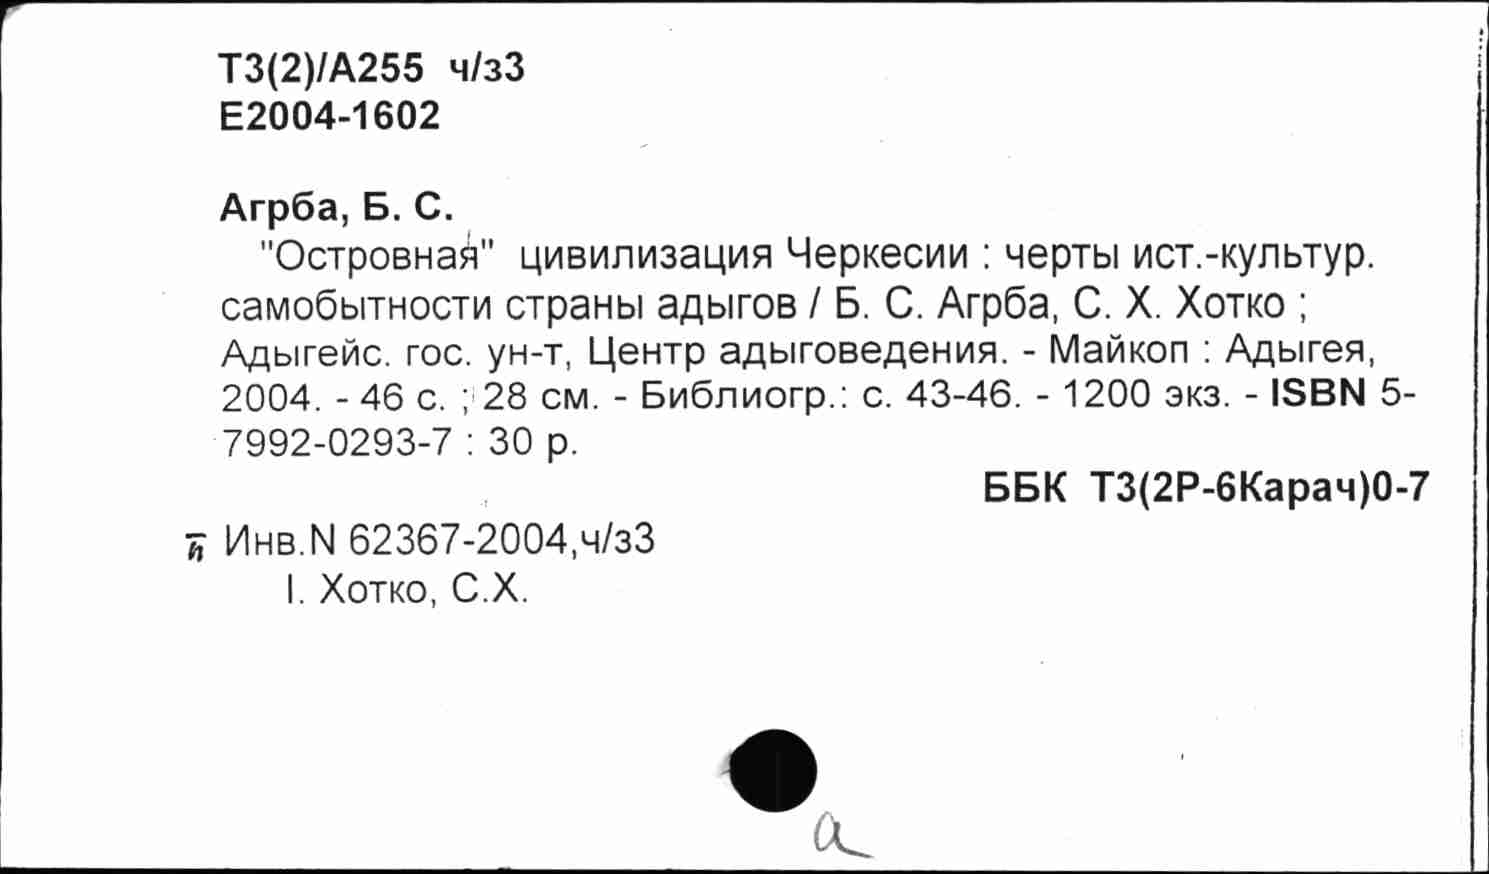 Т3(2)/А255 ч/з3
Е2004-1602
Агрба, Б. С.
"Островная" цивилизация Черкесии : черты ист.-культур.
самобытности страны адыгов / Б. С. Агрба, С. Х. Хотко ;
Адыгейс. гос. ун-т, Центр адыговедения. - Майкоп : Адыгея,
2004. - 46 с. ; 28 см. - Библиогр.: с. 43-46. - 1200 экз. - ISBN 5-
7992-0293-7 : 30 р.
ББК Т3(2Р-6Карач)0-7
Инв.N 62367-2004,ч/з3
I. Хотко, С.Х.
а